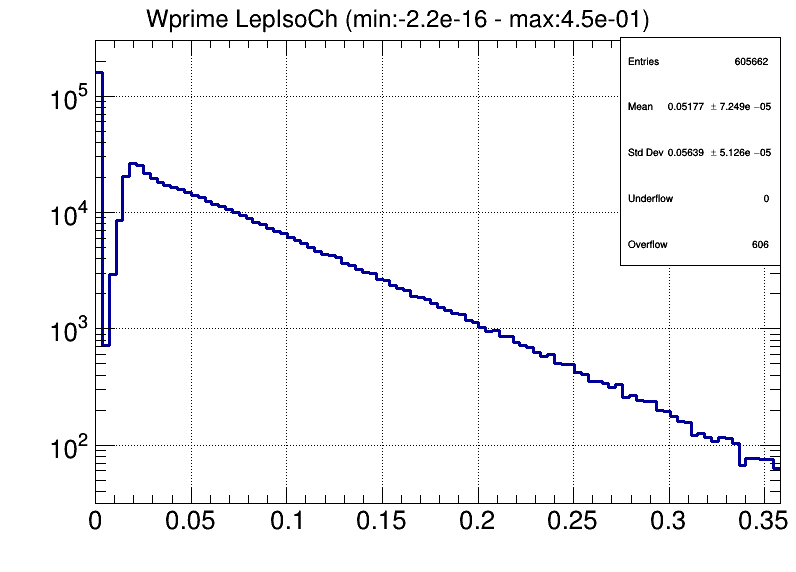 Wprime LepIsoCh (min:-2.2e-16 - max:4.5e-01)
Entries 605662
Mean 0.05177 ± 7.249e −05
Std Dev 0.05639 ± 5.126e −05
Underflow 0
Overflow 606
10^5
10^4
10^3
10^2
0 0.05 0.1 0.15 0.2 0.25 0.3 0.35